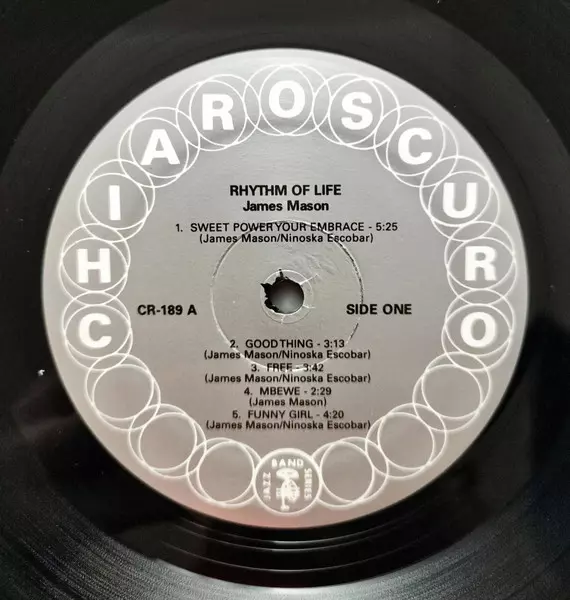 CHIAROSCURO
RHYTHM OF LIFE
James Mason
1. SWEET POWER YOUR EMBRACE - 5:25
(James Mason/Ninoska Escobar)
CR-189 A
SIDE ONE
2. GOOD THING - 3:13
(James Mason/Ninoska Escobar)
3. FREE - 3:42
(James Mason/Ninoska Escobar)
4. MBEWE - 2:29
(James Mason)
5. FUNNY GIRL - 4:20
(James Mason/Ninoska Escobar)
JAZZ BAND SERIES